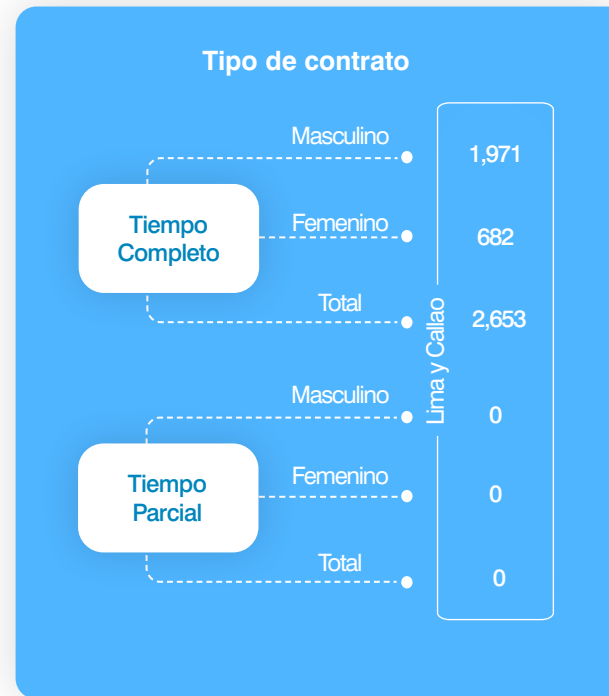 Tipo de contrato
Masculino
1,971
Tiempo
Completo
Femenino
682
Total
2,653
Lima y Callao
Masculino
0
Tiempo
Parcial
Femenino
0
Total
0